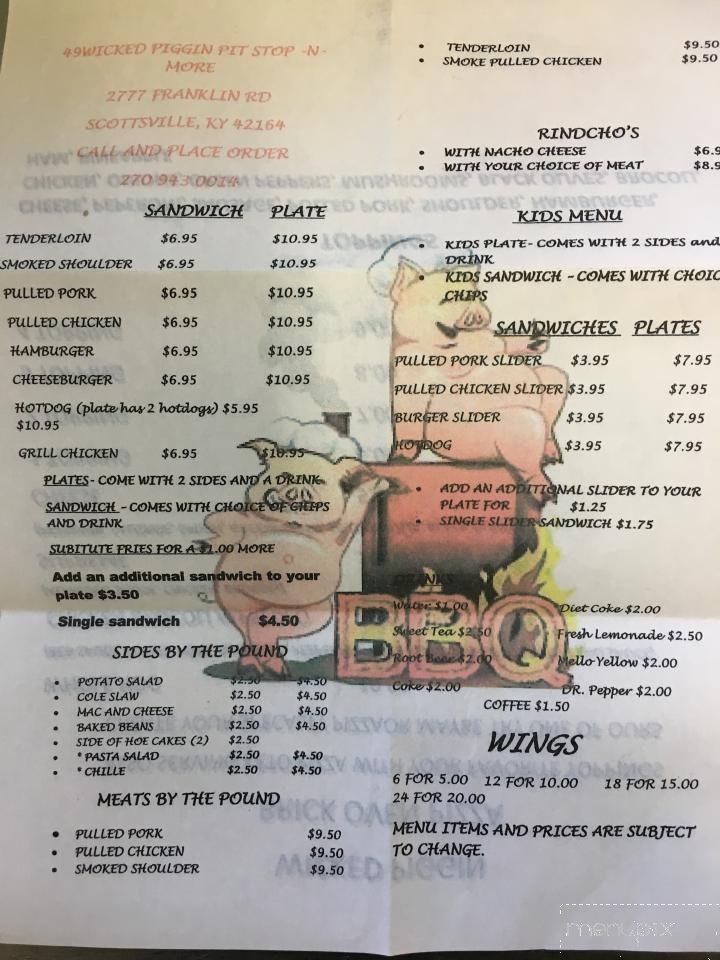 49WICKED PIGGIN PIT STOP -N-
MORE
2777 FRANKLIN RD
SCOTTSVILLE, KY 42164
CALL AND PLACE ORDER
270 943 0014
SANDWICH PLATE
TENDERLOIN $6.95 $10.95
SMOKED SHOULDER $6.95 $10.95
PULLED PORK $6.95 $10.95
PULLED CHICKEN $6.95 $10.95
HAMBURGER $6.95 $10.95
CHEESEBURGER $6.95 $10.95
HOTDOG (plate has 2 hotdogs) $5.95
$10.95
GRILL CHICKEN $6.95 $10.95
PLATES- COME WITH 2 SIDES AND A DRINK
SANDWICH - COMES WITH CHOICE OF CHIPS
AND DRINK
SUBITUTE FRIES FOR A $1.00 MORE
Add an additional sandwich to your
plate $3.50
Single sandwich $4.50
SIDES BY THE POUND
POTATO SALAD $2.50 $4.50
COLE SLAW $2.50 $4.50
MAC AND CHEESE $2.50 $4.50
BAKED BEANS $2.50 $4.50
SIDE OF HOE CAKES (2) $2.50
* PASTA SALAD $2.50 $4.50
* CHILLE $2.50 $4.50
MEATS BY THE POUND
PULLED PORK $9.50
PULLED CHICKEN $9.50
SMOKED SHOULDER $9.50
TENDERLOIN $9.50
SMOKE PULLED CHICKEN $9.50
RINDCHO'S
WITH NACHO CHEESE $6.9
WITH YOUR CHOICE OF MEAT $8.9
KIDS MENU
KIDS PLATE- COMES WITH 2 SIDES and
DRINK
KIDS SANDWICH - COMES WITH CHOIC
CHIPS
SANDWICHES PLATES
PULLED PORK SLIDER $3.95 $7.95
PULLED CHICKEN SLIDER $3.95 $7.95
BURGER SLIDER $3.95 $7.95
HOTDOG $3.95 $7.95
ADD AN ADDITIONAL SLIDER TO YOUR
PLATE FOR $1.25
SINGLE SLIDER SANDWICH $1.75
DRINKS
Water $1.00 Diet Coke $2.00
Sweet Tea $2.50 Fresh Lemonade $2.50
Root Beer $2.00 Mello Yellow $2.00
Coke $2.00 DR. Pepper $2.00
COFFEE $1.50
BBQ
WINGS
6 FOR 5.00 12 FOR 10.00 18 FOR 15.00
24 FOR 20.00
MENU ITEMS AND PRICES ARE SUBJECT
TO CHANGE.
menupix